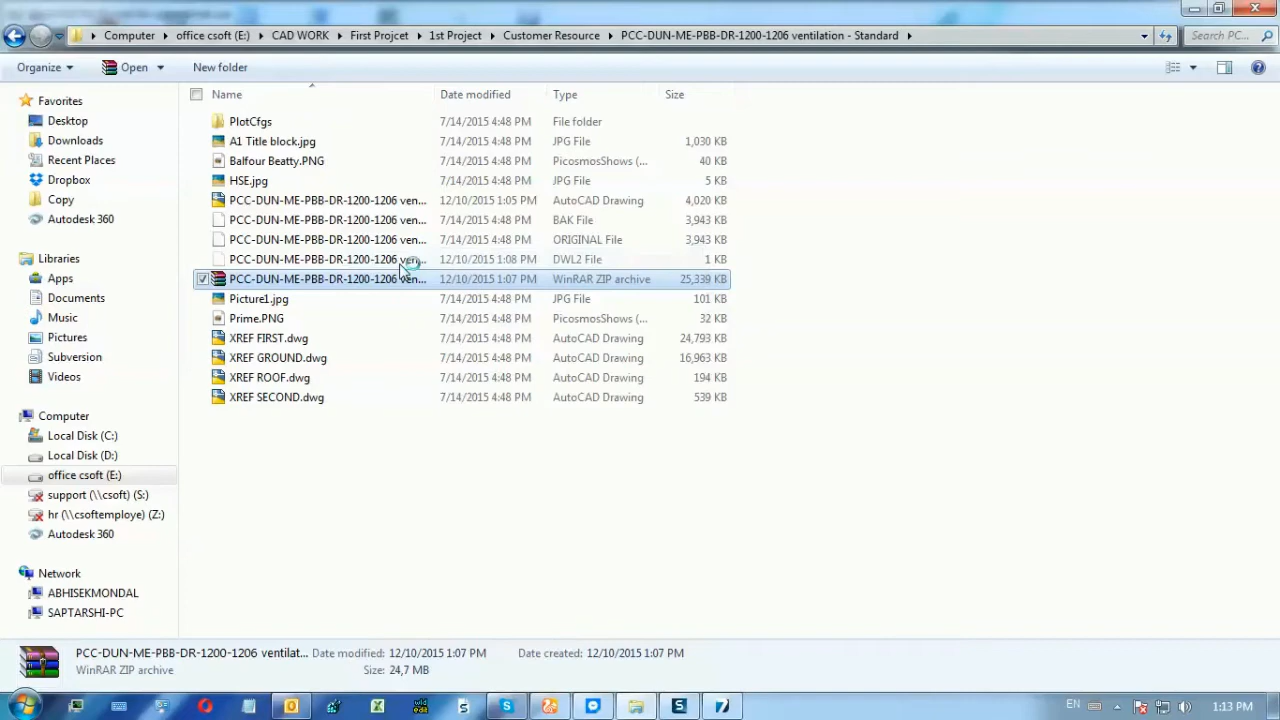 Computer ▸ office csoft (E:) ▸ CAD WORK ▸ First Projcet ▸ 1st Project ▸ Customer Resource ▸ PCC-DUN-ME-PBB-DR-1200-1206 ventilation - Standard ▸
Search PC...
Organize Open New folder
Name Date modified Type Size
Favorites
Desktop
Downloads
Recent Places
Dropbox
Copy
Autodesk 360
Libraries
Apps
Documents
Music
Pictures
Subversion
Videos
Computer
Local Disk (C:)
Local Disk (D:)
office csoft (E:)
support (\\csoft) (S:)
hr (\\csoftemploye) (Z:)
Autodesk 360
Network
ABHISEKMONDAL
SAPTARSHI-PC
PlotCfgs 7/14/2015 4:48 PM File folder
A1 Title block.jpg 7/14/2015 4:48 PM JPG File 1,030 KB
Balfour Beatty.PNG 7/14/2015 4:48 PM PicosmosShows (... 40 KB
HSE.jpg 7/14/2015 4:48 PM JPG File 5 KB
PCC-DUN-ME-PBB-DR-1200-1206 ven... 12/10/2015 1:05 PM AutoCAD Drawing 4,020 KB
PCC-DUN-ME-PBB-DR-1200-1206 ven... 7/14/2015 4:48 PM BAK File 3,943 KB
PCC-DUN-ME-PBB-DR-1200-1206 ven... 7/14/2015 4:48 PM ORIGINAL File 3,943 KB
PCC-DUN-ME-PBB-DR-1200-1206 ven... 12/10/2015 1:08 PM DWL2 File 1 KB
PCC-DUN-ME-PBB-DR-1200-1206 ven... 12/10/2015 1:07 PM WinRAR ZIP archive 25,339 KB
Picture1.jpg 7/14/2015 4:48 PM JPG File 101 KB
Prime.PNG 7/14/2015 4:48 PM PicosmosShows (... 32 KB
XREF FIRST.dwg 7/14/2015 4:48 PM AutoCAD Drawing 24,793 KB
XREF GROUND.dwg 7/14/2015 4:48 PM AutoCAD Drawing 16,963 KB
XREF ROOF.dwg 7/14/2015 4:48 PM AutoCAD Drawing 194 KB
XREF SECOND.dwg 7/14/2015 4:48 PM AutoCAD Drawing 539 KB
PCC-DUN-ME-PBB-DR-1200-1206 ventilat... Date modified: 12/10/2015 1:07 PM Date created: 12/10/2015 1:07 PM
WinRAR ZIP archive Size: 24,7 MB
EN 1:13 PM